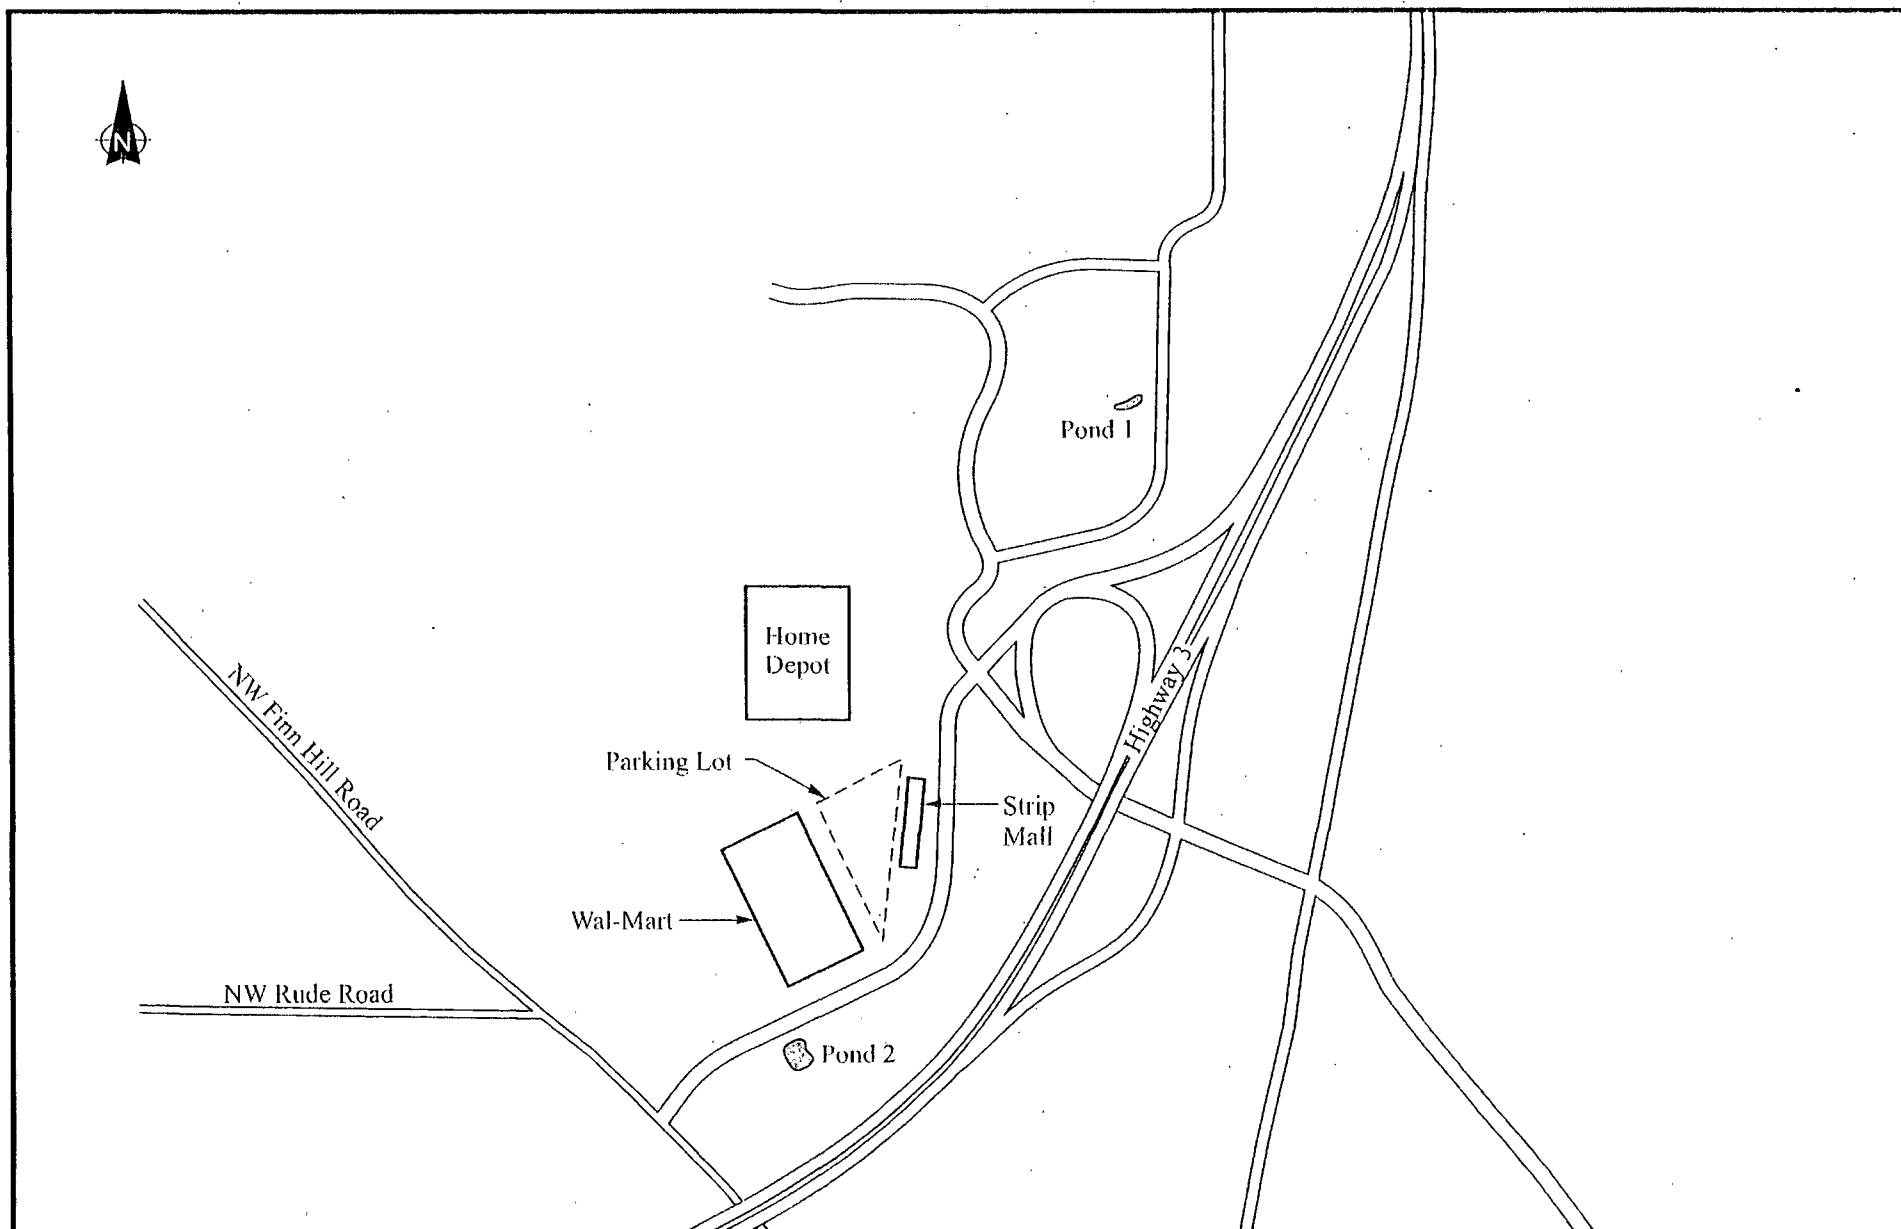 N
Pond 1
Home
Depot
NW Finn Hill Road
Highway 3
Parking Lot
Strip
Mall
Wal-Mart
NW Rude Road
Pond 2